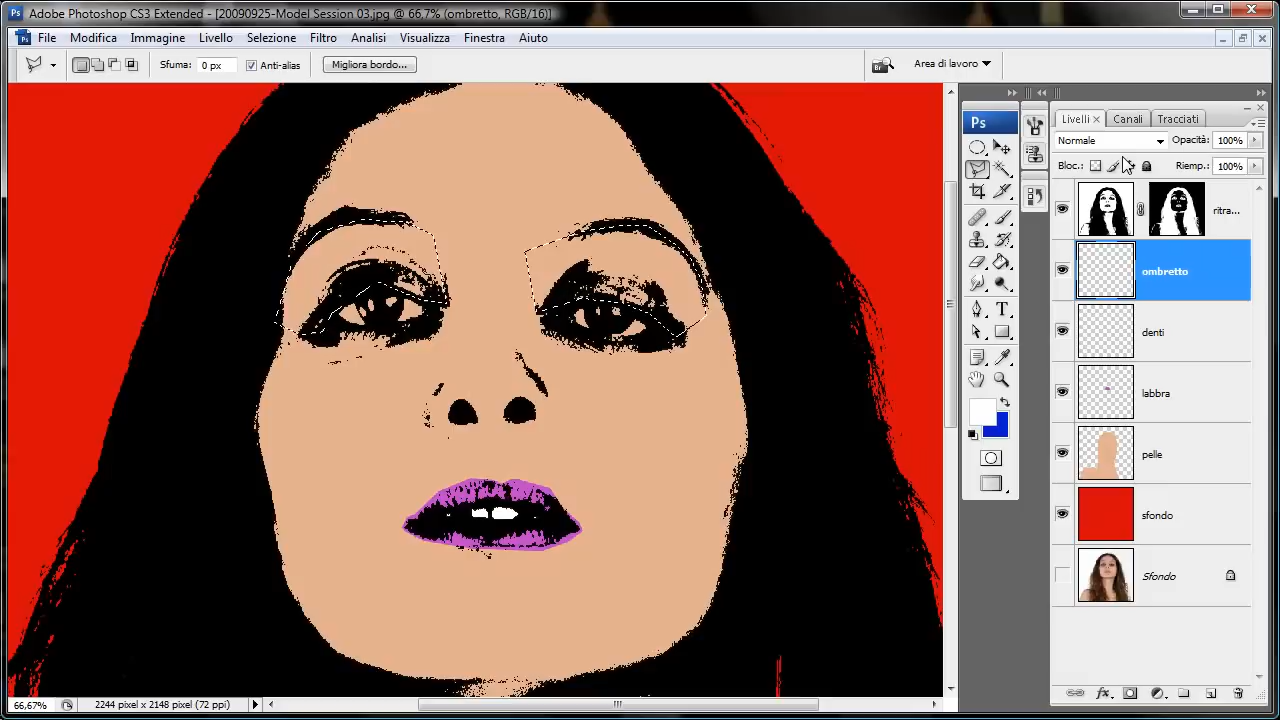 Adobe Photoshop CS3 Extended - [20090925-Model Session 03.jpg @ 66,7% (ombretto, RGB/16)]
File Modifica Immagine Livello Selezione Filtro Analisi Visualizza Finestra Aiuto
Sfuma: 0 px Anti-alias Migliora bordo... Area di lavoro
Ps
Livelli Canali Tracciati
Normale Opacità: 100%
Bloc.: Riemp.: 100%
ritra...
ombretto
denti
labbra
pelle
sfondo
Sfondo
66,67% 2244 pixel x 2148 pixel (72 ppi)